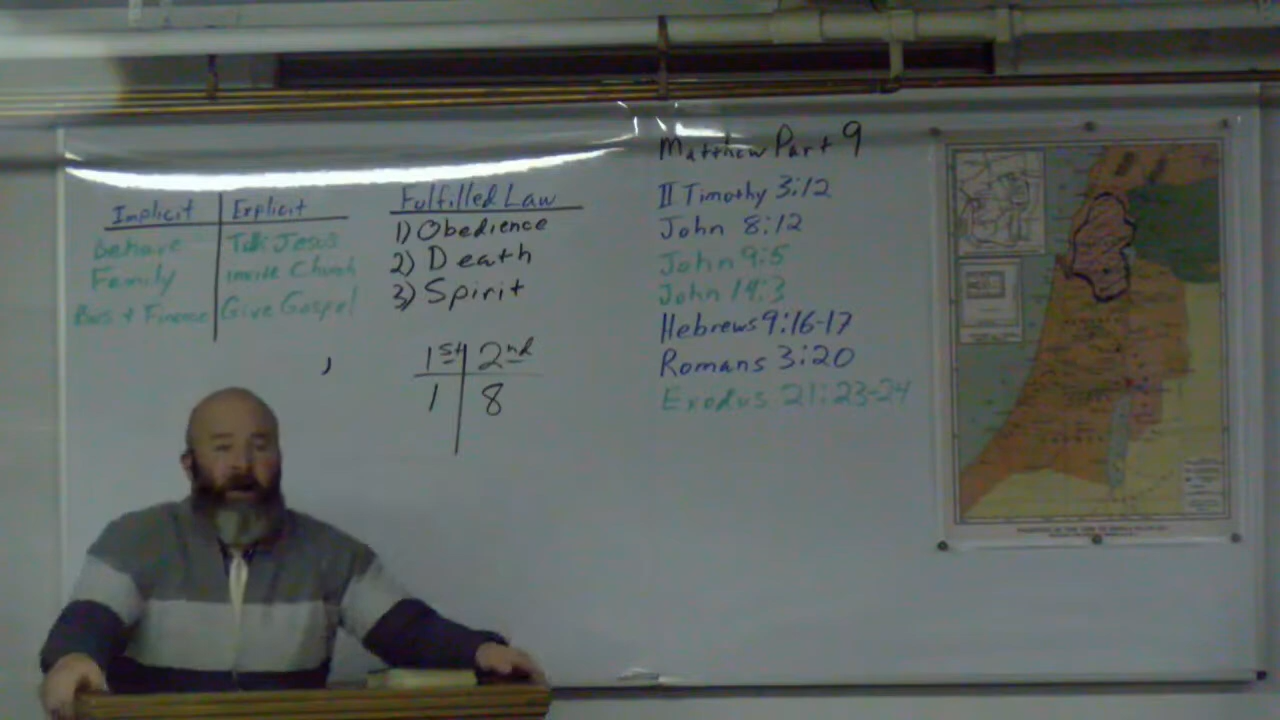 Implicit Explicit
Behave Talk Jesus
Family Invite Church
Bus + Finance Give Gospel
Fulfilled Law
1) Obedience
2) Death
3) Spirit
1st 2nd
1 8
Matthew Part 9
II Timothy 3:12
John 8:12
John 9:5
John 14:3
Hebrews 9:16-17
Romans 3:20
Exodus 21:23-24